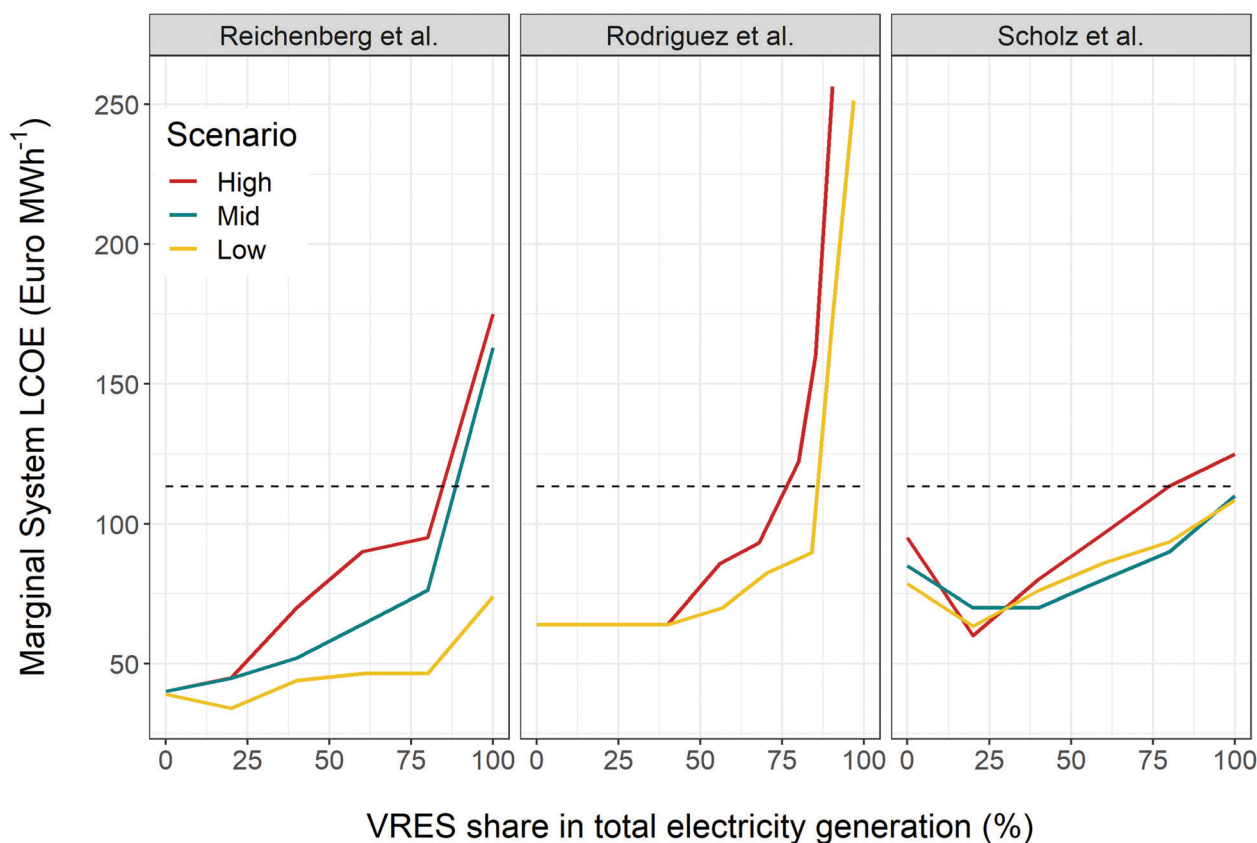 Reichenberg et al.
Rodriguez et al.
Scholz et al.
Marginal System LCOE (Euro MWh⁻¹)
250
200
150
100
50
Scenario
High
Mid
Low
0 25 50 75 100
0 25 50 75 100
0 25 50 75 100
VRES share in total electricity generation (%)